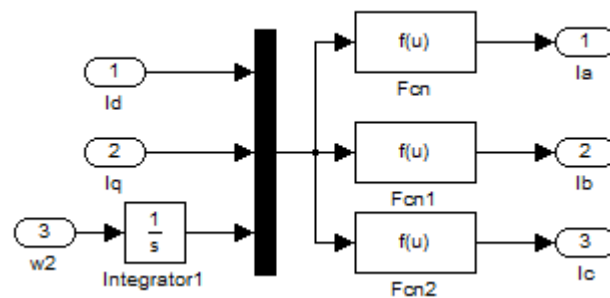 1
Id
2
Iq
3
w2
1
s
Integrator1
f(u)
Fcn
f(u)
Fcn1
f(u)
Fcn2
1
Ia
2
Ib
3
Ic